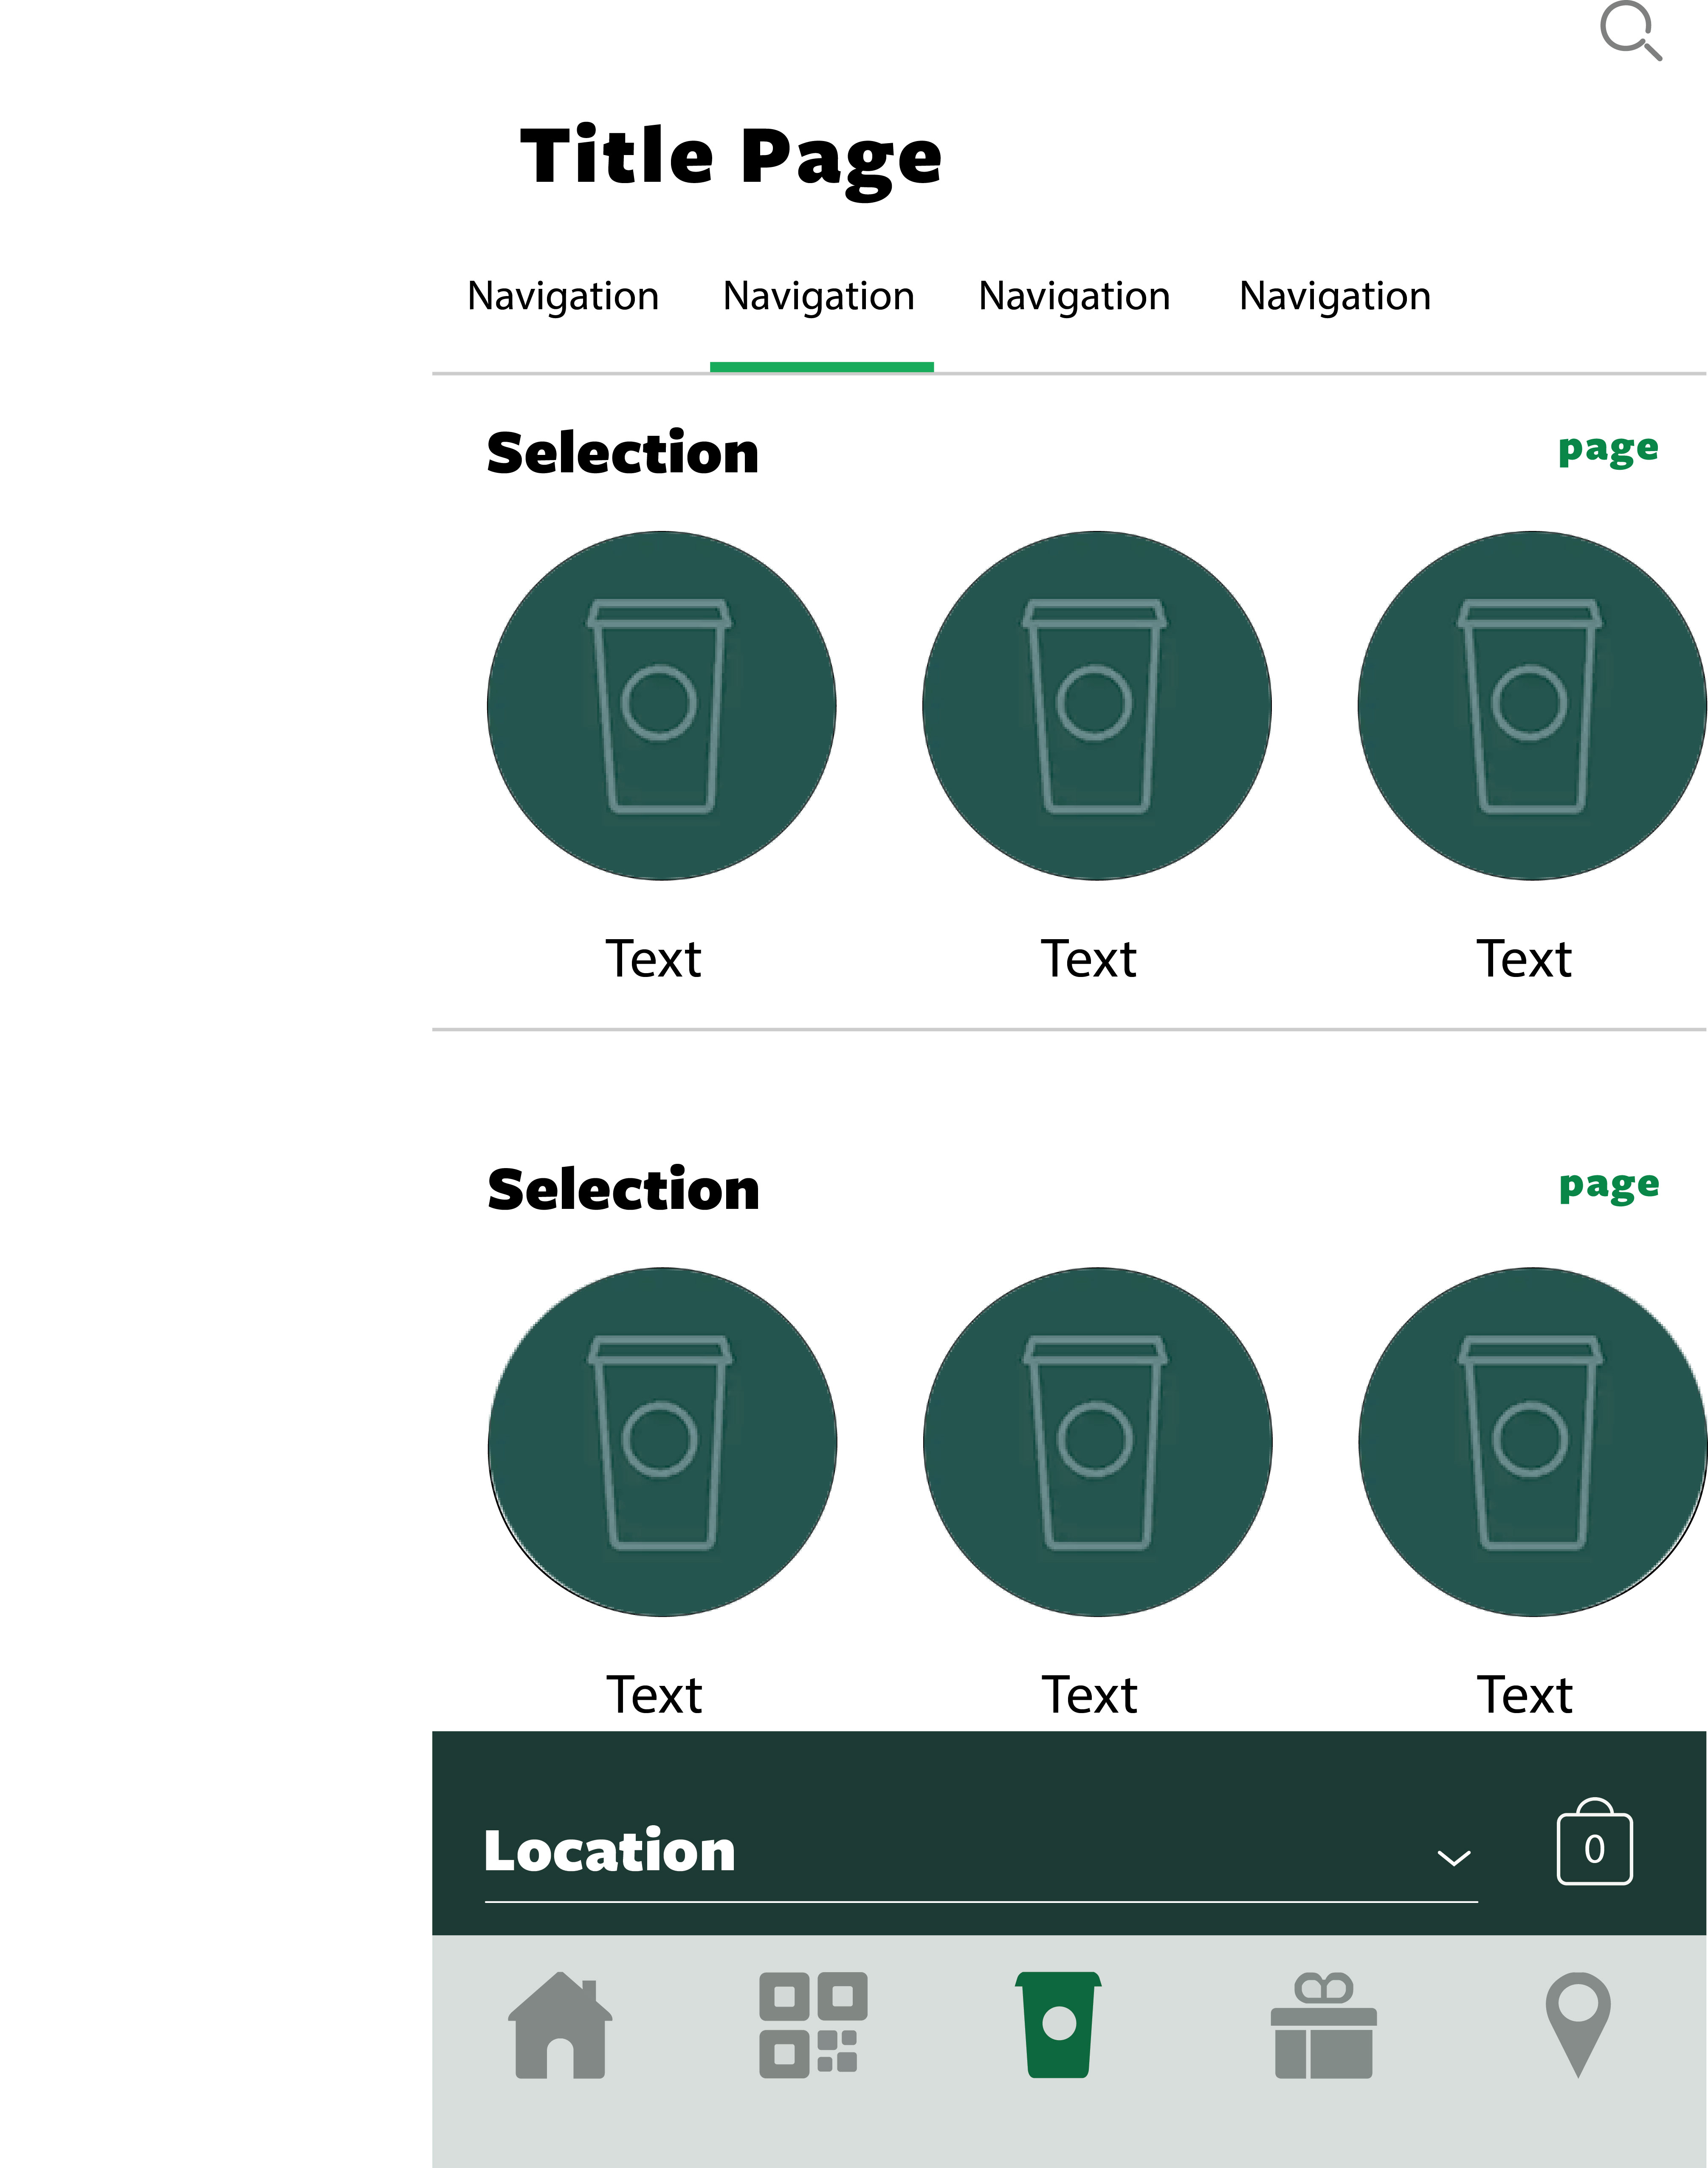 Title Page
Navigation Navigation Navigation Navigation
Selection page
Text Text Text
Selection page
Text Text Text
Location 0